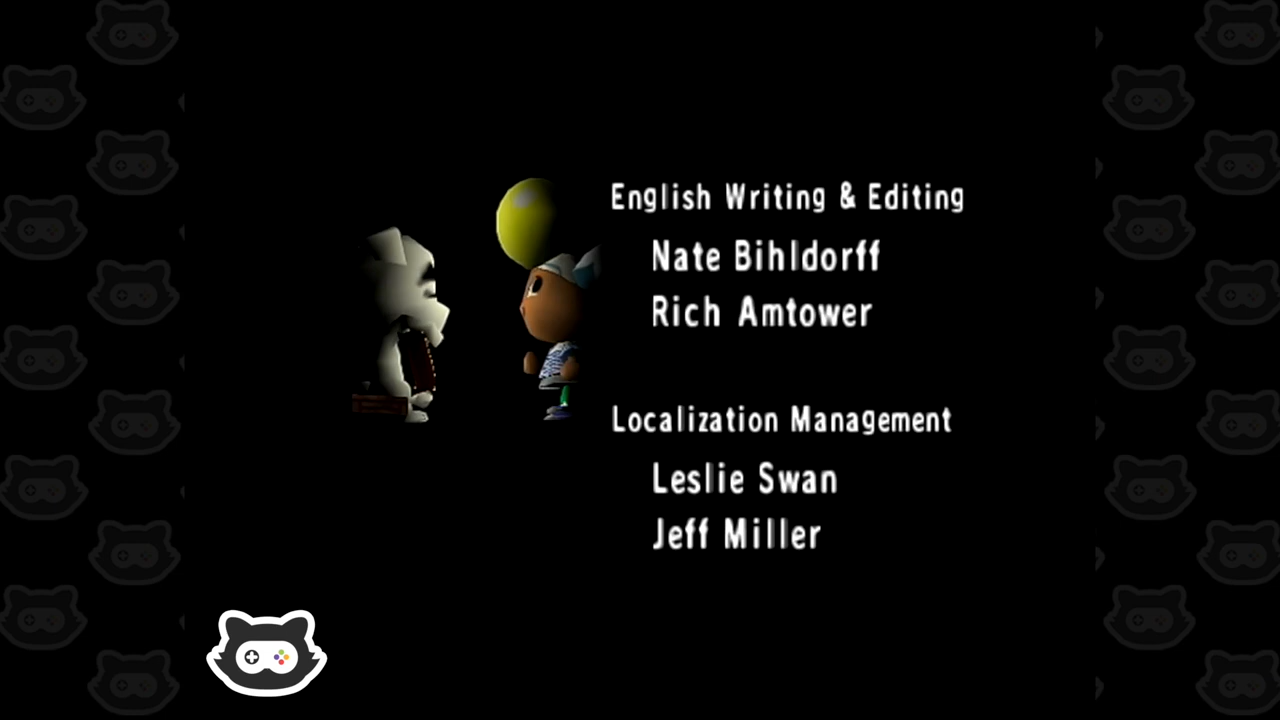 English Writing & Editing
Nate Bihldorff
Rich Amtower
Localization Management
Leslie Swan
Jeff Miller